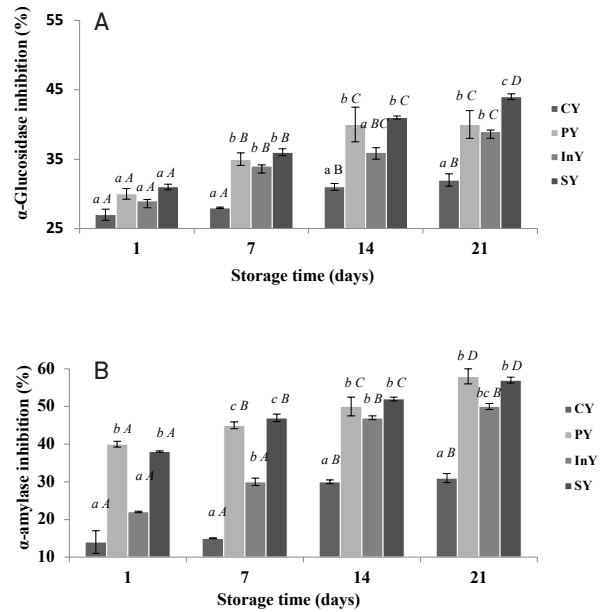 A
α-Glucosidase inhibition (%)
55
45
35
25
a A
a A
a A
a A
a A
b B
b B
b B
a B
b C
a BC
b C
a B
b C
b C
c D
1
7
14
21
Storage time (days)
CY
PY
InY
SY
B
α-amylase inhibition (%)
60
50
40
30
20
10
a A
b A
a A
b A
a A
c B
b A
c B
a B
b C
b B
b C
a B
b D
bc B
b D
1
7
14
21
Storage time (days)
CY
PY
InY
SY